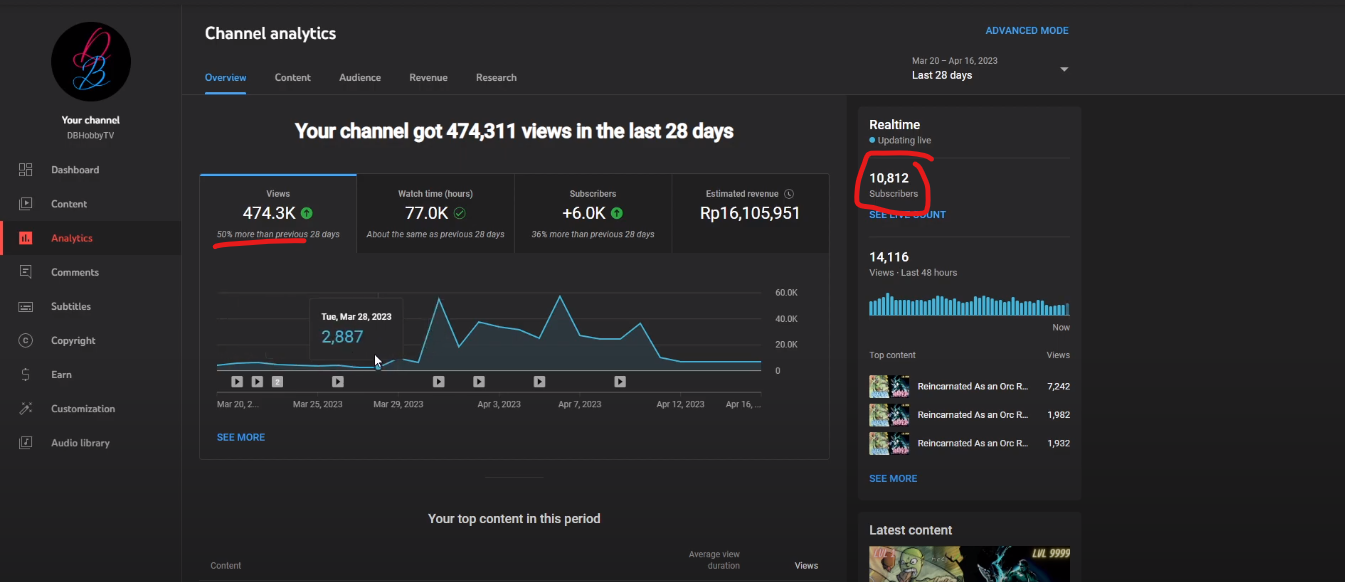 Channel analytics
ADVANCED MODE
Mar 20 – Apr 16, 2023
Last 28 days
Overview
Content
Audience
Revenue
Research
DB
Your channel
DBHobbyTV
Dashboard
Content
Analytics
Comments
Subtitles
Copyright
Earn
Customization
Audio library
Your channel got 474,311 views in the last 28 days
Views
474.3K
50% more than previous 28 days
Watch time (hours)
77.0K
About the same as previous 28 days
Subscribers
+6.0K
36% more than previous 28 days
Estimated revenue
Rp16,105,951
Tue, Mar 28, 2023
2,887
60.0K
40.0K
20.0K
0
2
Mar 20, 2...
Mar 25, 2023
Mar 29, 2023
Apr 3, 2023
Apr 7, 2023
Apr 12, 2023
Apr 16, ...
SEE MORE
Your top content in this period
Content
Average view
duration
Views
Realtime
Updating live
10,812
Subscribers
SEE LIVE COUNT
14,116
Views · Last 48 hours
Now
Top content
Views
Reincarnated As an Orc R...
7,242
Reincarnated As an Orc R...
1,982
Reincarnated As an Orc R...
1,932
SEE MORE
Latest content
LVL 1
LVL 9999